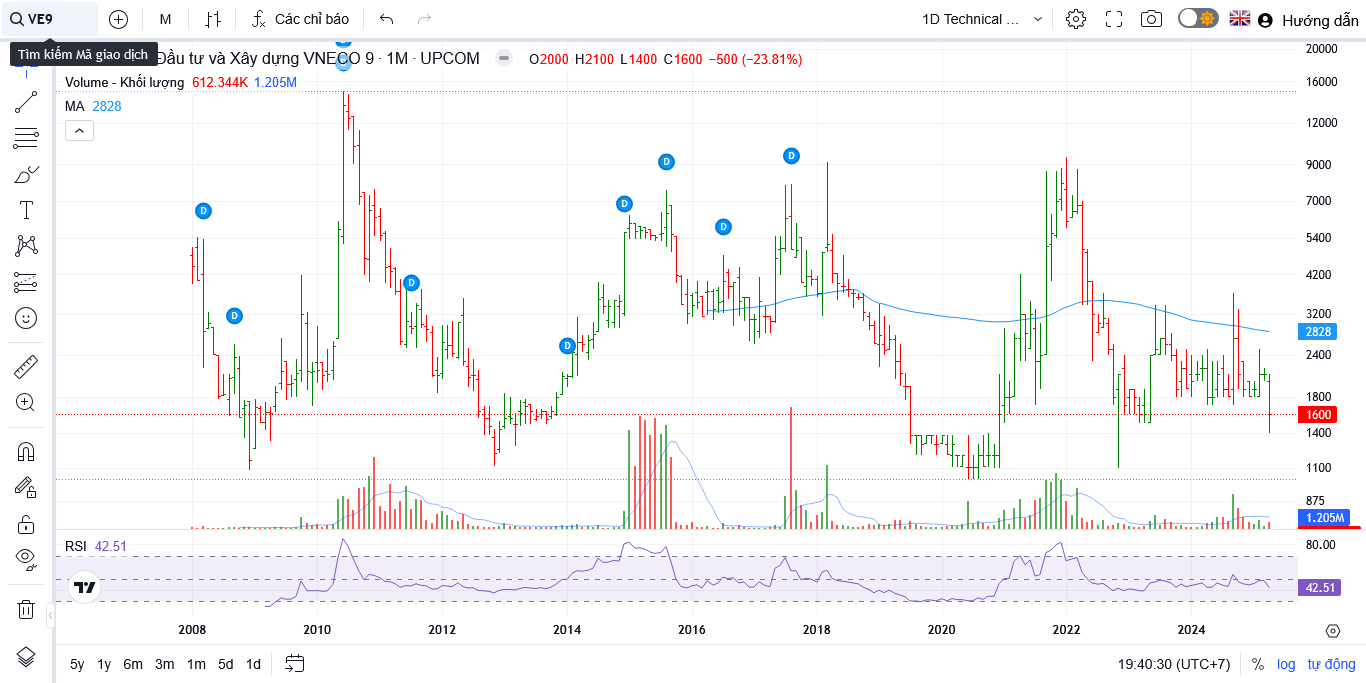 VE9 M Các chỉ báo 1D Technical ... Hướng dẫn
Tìm kiếm Mã giao dịch
Đầu tư và Xây dựng VNECO 9 · 1M · UPCOM O2000 H2100 L1400 C1600 −500 (−23.81%)
Volume - Khối lượng 612.344K 1.205M
MA 2828
D
D
D
D
D
D
D
D
D
20000
16000
12000
9000
7000
5400
4200
3200
2828
2400
1800
1600
1400
1100
875
1.205M
RSI 42.51
80.00
42.51
2008 2010 2012 2014 2016 2018 2020 2022 2024
5y 1y 6m 3m 1m 5d 1d 19:40:30 (UTC+7) % log tự động